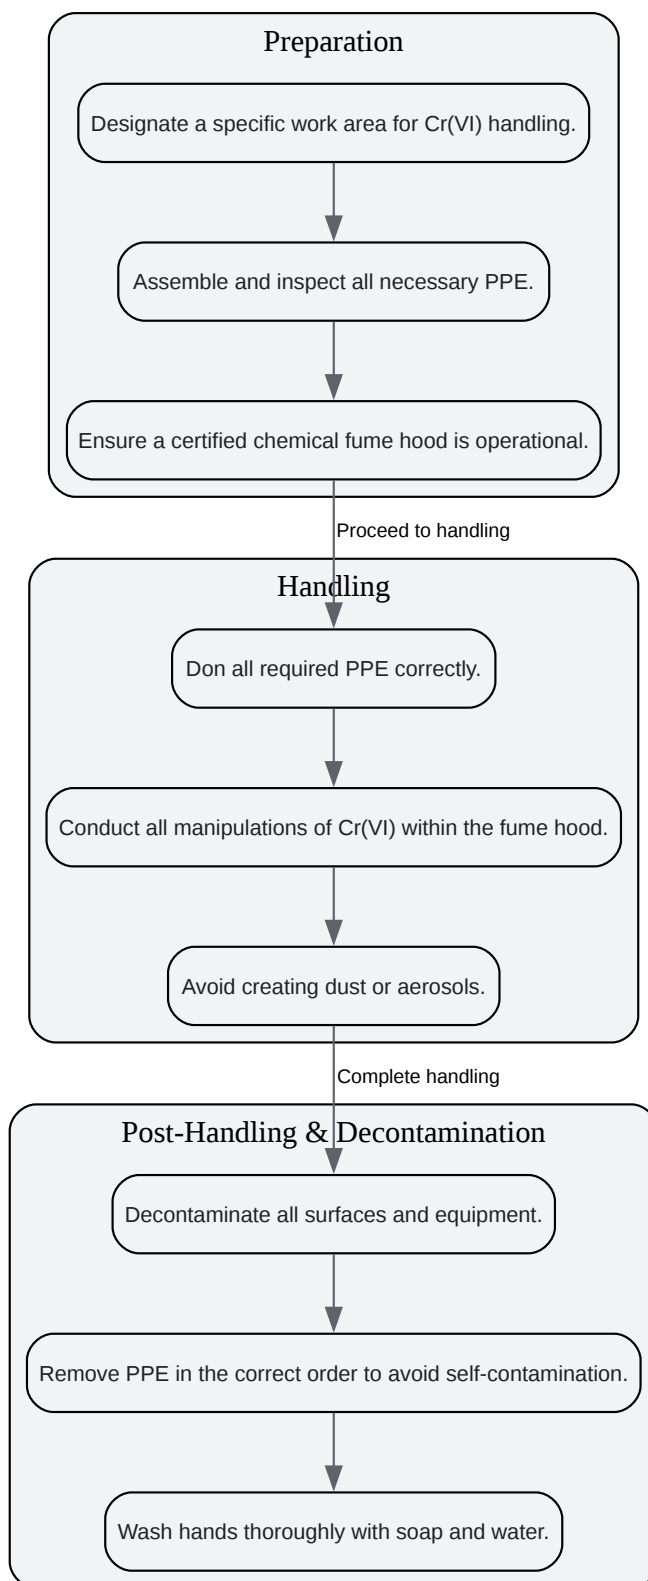 Preparation
Designate a specific work area for Cr(VI) handling.
Assemble and inspect all necessary PPE.
Ensure a certified chemical fume hood is operational.
Proceed to handling
Handling
Don all required PPE correctly.
Conduct all manipulations of Cr(VI) within the fume hood.
Avoid creating dust or aerosols.
Complete handling
Post-Handling & Decontamination
Decontaminate all surfaces and equipment.
Remove PPE in the correct order to avoid self-contamination.
Wash hands thoroughly with soap and water.